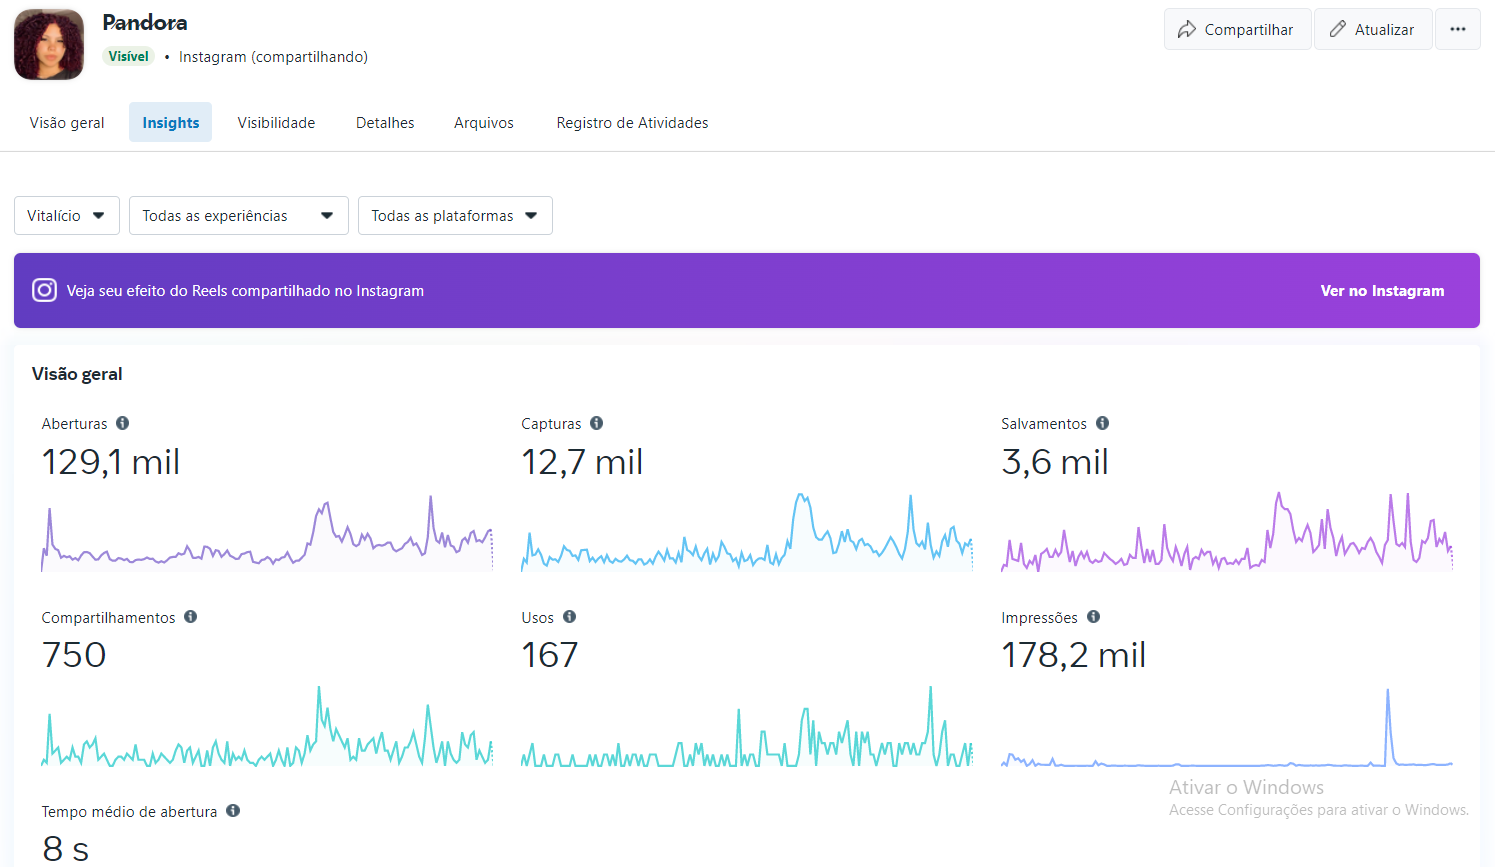 Pandora
Visível • Instagram (compartilhando)
Compartilhar
Atualizar
Visão geral
Insights
Visibilidade
Detalhes
Arquivos
Registro de Atividades
Vitalício
Todas as experiências
Todas as plataformas
Veja seu efeito do Reels compartilhado no Instagram
Ver no Instagram
Visão geral
Aberturas
129,1 mil
Capturas
12,7 mil
Salvamentos
3,6 mil
Compartilhamentos
750
Usos
167
Impressões
178,2 mil
Ativar o Windows
Acesse Configurações para ativar o Windows.
Tempo médio de abertura
8 s